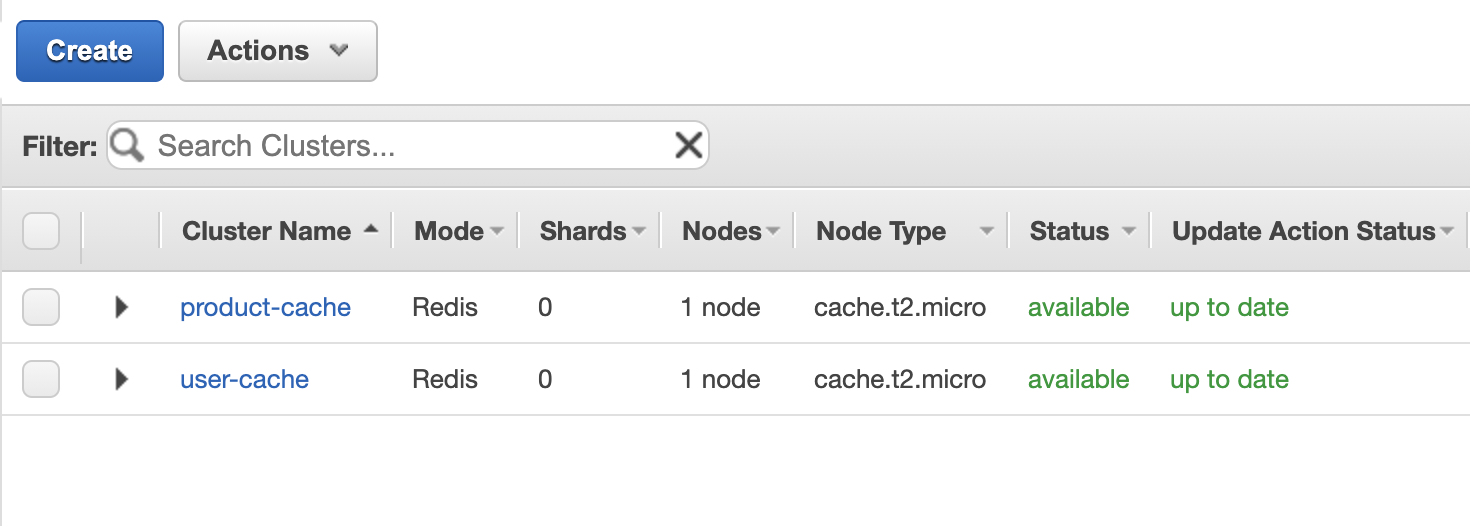 Create Actions
Filter: Search Clusters...
Cluster Name Mode Shards Nodes Node Type Status Update Action Status
product-cache Redis 0 1 node cache.t2.micro available up to date
user-cache Redis 0 1 node cache.t2.micro available up to date